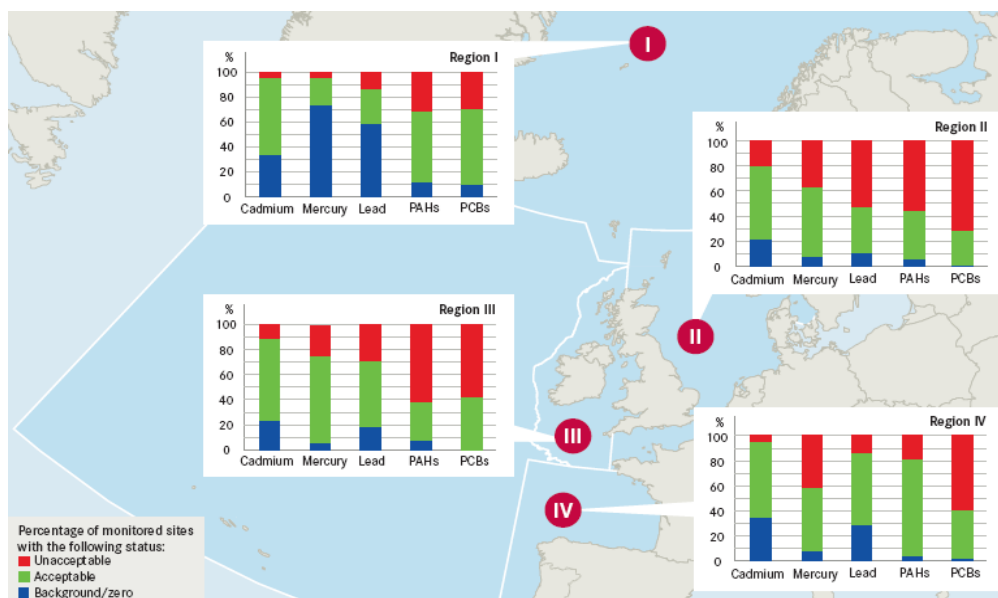 % Region I
100
80
60
40
20
0
Cadmium Mercury Lead PAHs PCBs
I
% Region II
100
80
60
40
20
0
Cadmium Mercury Lead PAHs PCBs
II
% Region III
100
80
60
40
20
0
Cadmium Mercury Lead PAHs PCBs
III
% Region IV
100
80
60
40
20
0
Cadmium Mercury Lead PAHs PCBs
IV
Percentage of monitored sites
with the following status:
Unacceptable
Acceptable
Background/zero